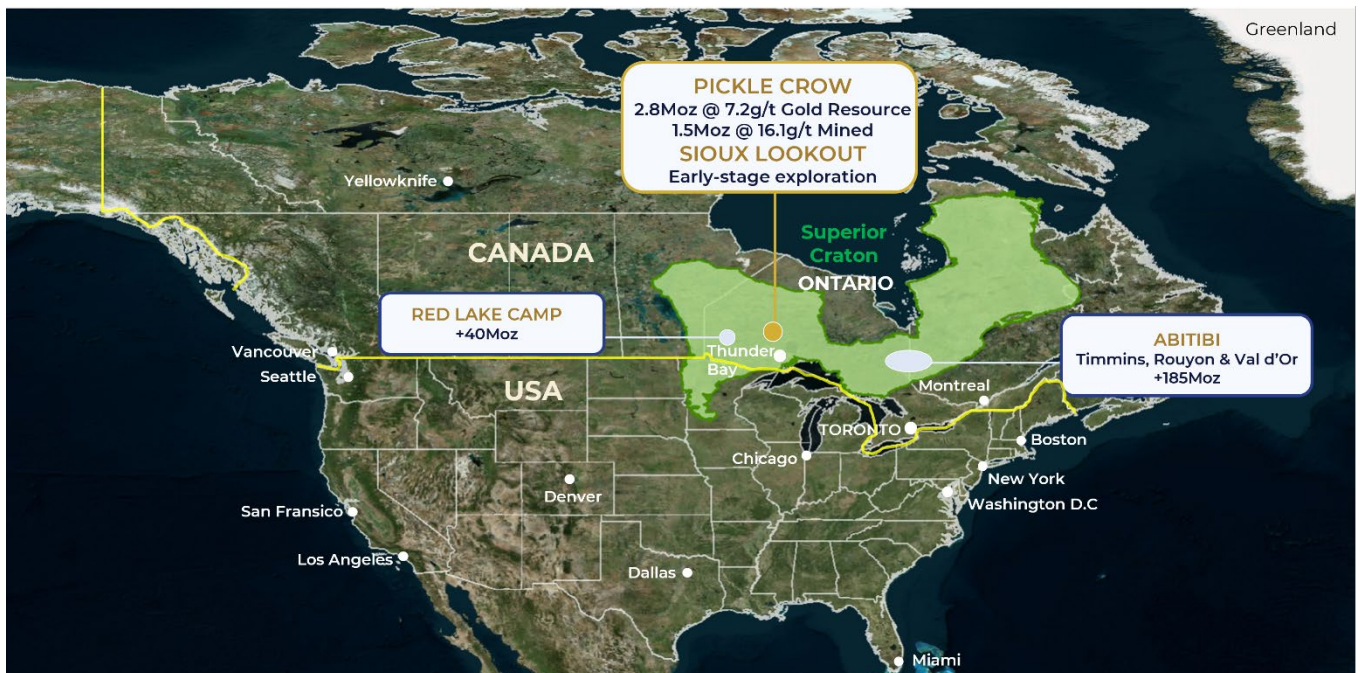 Greenland
PICKLE CROW
2.8Moz @ 7.2g/t Gold Resource
1.5Moz @ 16.1g/t Mined
SIOUX LOOKOUT
Early-stage exploration
Yellowknife
CANADA
Superior
Craton
ONTARIO
RED LAKE CAMP
+40Moz
ABITIBI
Timmins, Rouyon & Val d'Or
+185Moz
Vancouver
Seattle
Thunder
Bay
USA
Montreal
TORONTO
Boston
Chicago
New York
Denver
Washington D.C
San Fransico
Los Angeles
Dallas
Miami